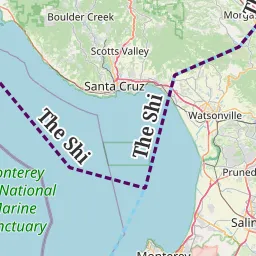 Boulder Creek
Morga
Scotts Valley
Santa Cruz
Watsonville
The Shi
The Shi
Th
onterey
National
Marine
nctuary
Pruned
Salin
Monterey